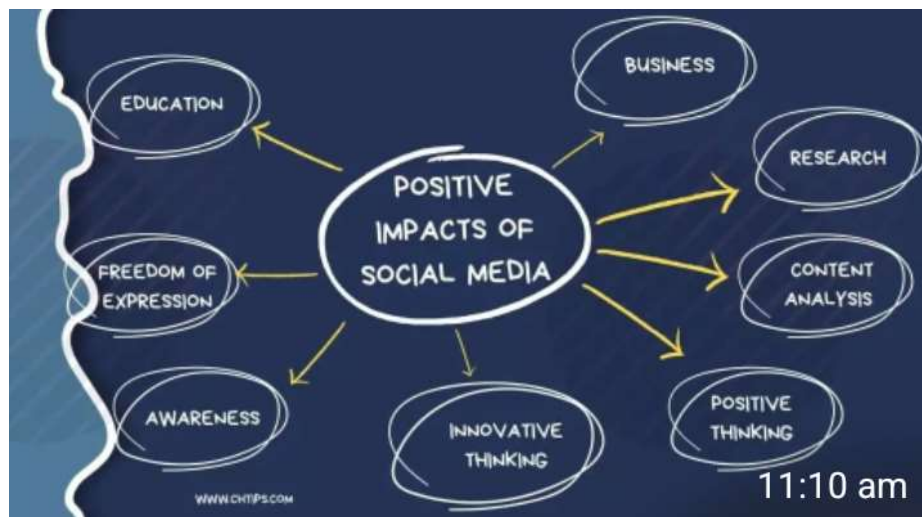 POSITIVE
IMPACTS OF
SOCIAL MEDIA
EDUCATION
FREEDOM OF
EXPRESSION
AWARENESS
INNOVATIVE
THINKING
POSITIVE
THINKING
CONTENT
ANALYSIS
RESEARCH
BUSINESS
WWW.CHTIPS.COM
11:10 am